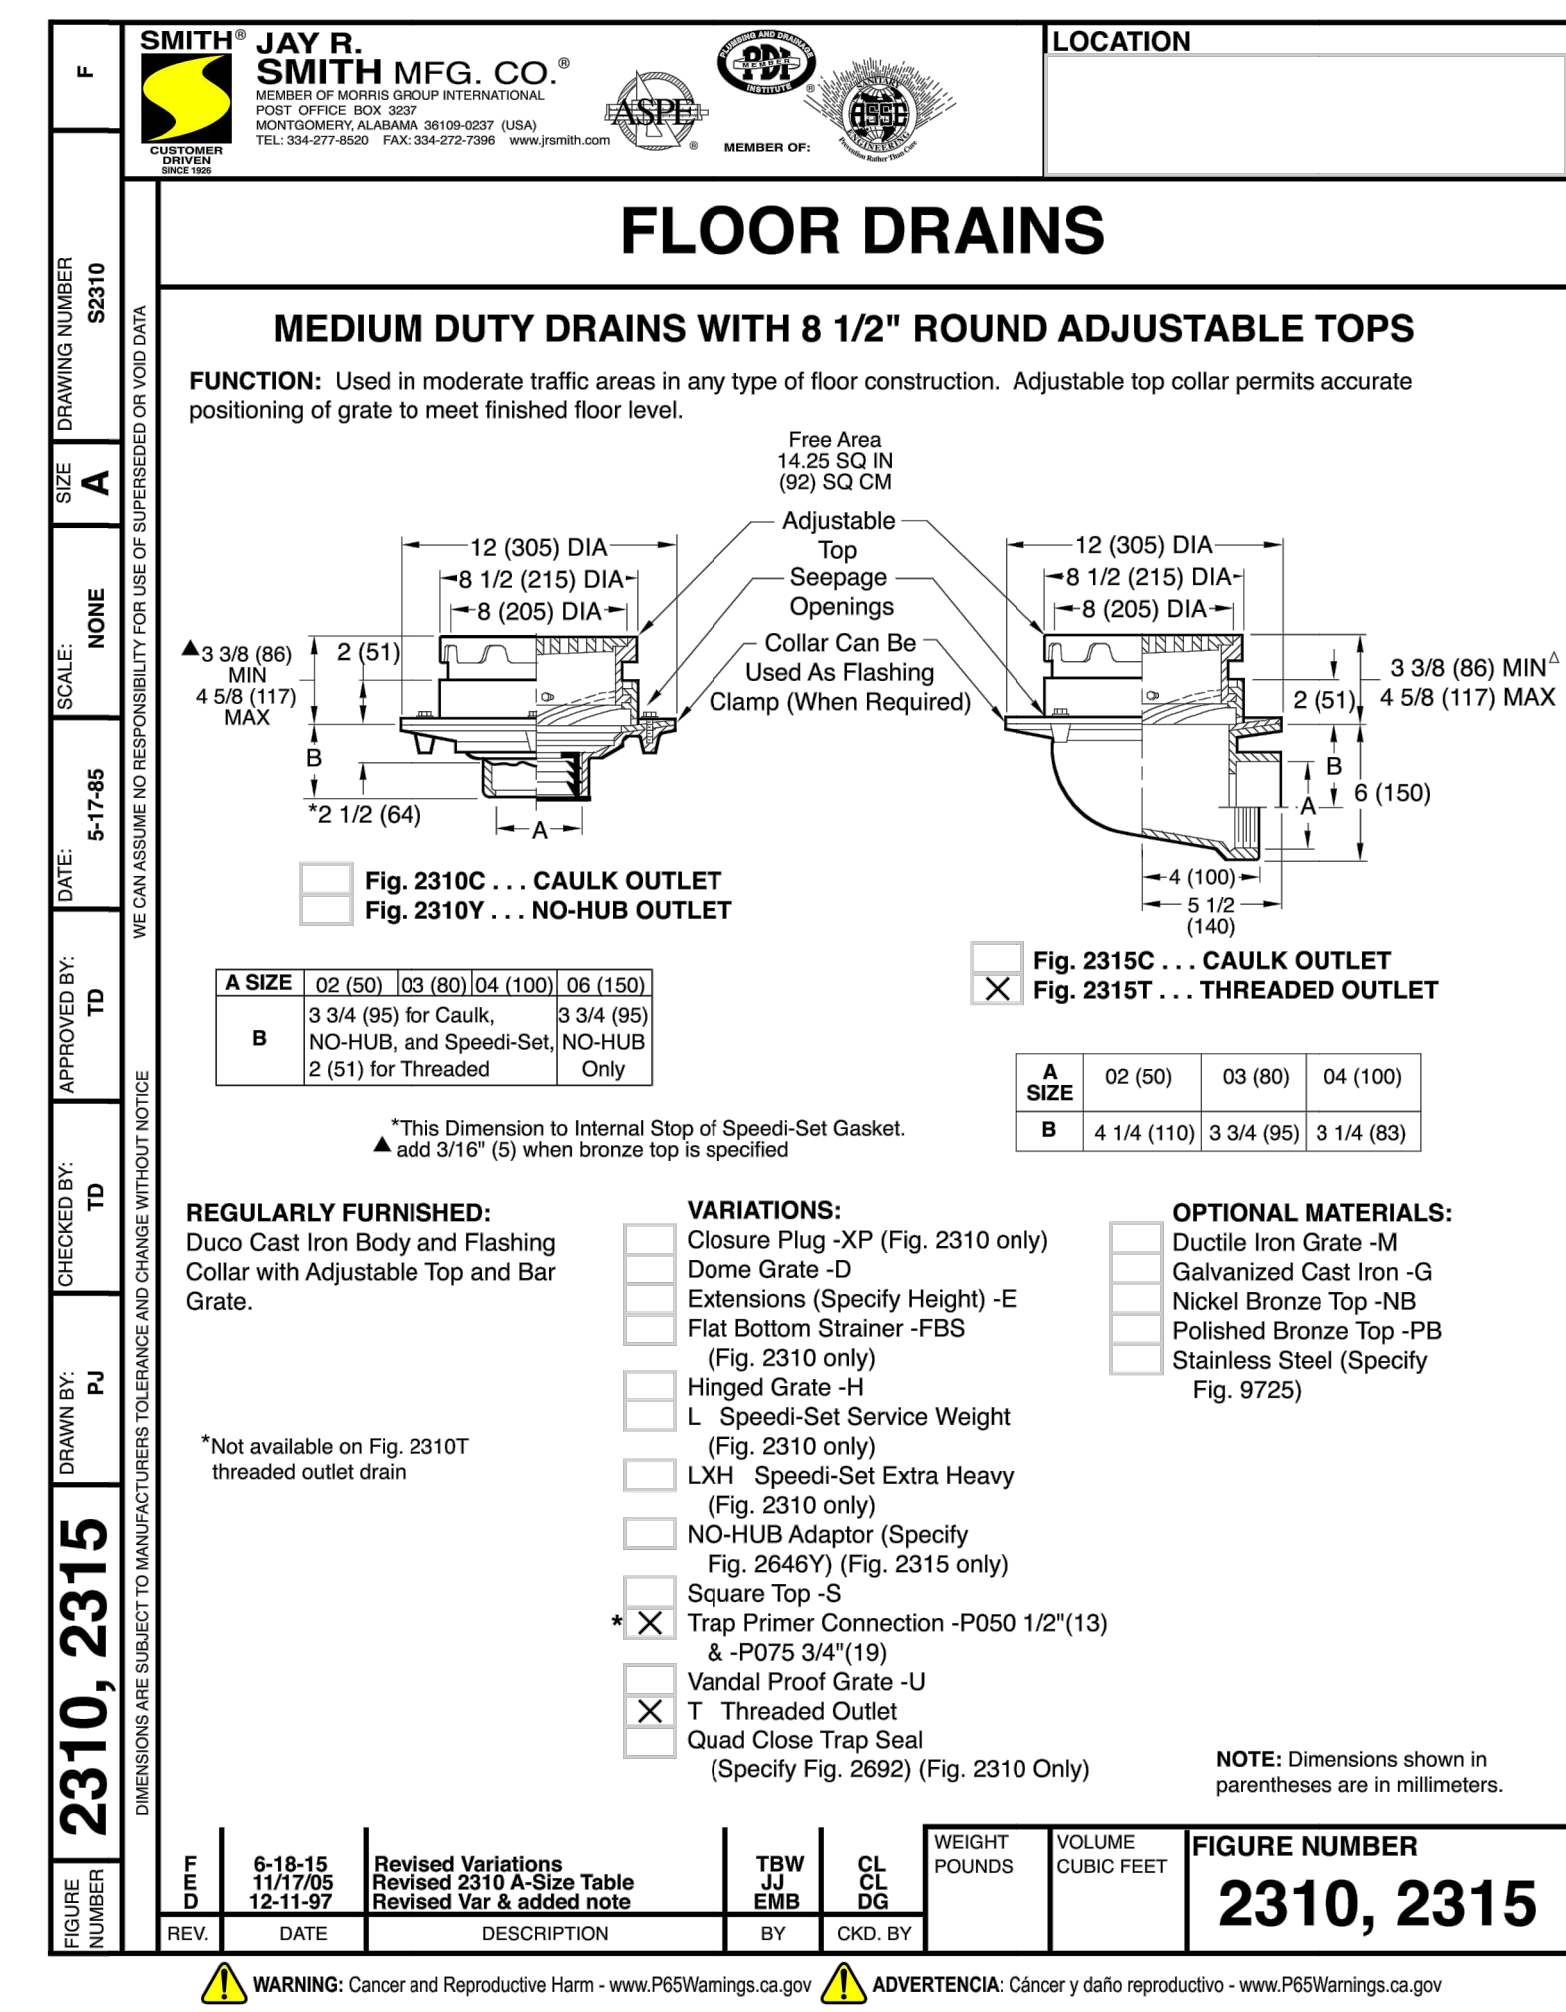 SMITH® JAY R.
SMITH MFG. CO.®
MEMBER OF MORRIS GROUP INTERNATIONAL
POST OFFICE BOX 3237
MONTGOMERY, ALABAMA 36109-0237 (USA)
TEL: 334-277-8520 FAX: 334-272-7396 www.jrsmith.com
CUSTOMER
DRIVEN
SINCE 1926
ASPE ®
PLUMBING AND DRAINAGE
PDI
MEMBER
INSTITUTE ®
MEMBER OF:
SANITARY
ASSE
ENGINEERING
Prevention Rather Than Cure
LOCATION
F
DRAWING NUMBER
S2310
SIZE
A
SCALE:
NONE
DATE:
5-17-85
APPROVED BY:
TD
CHECKED BY:
TD
DRAWN BY:
PJ
2310, 2315
FIGURE
NUMBER
WE CAN ASSUME NO RESPONSIBILITY FOR USE OF SUPERSEDED OR VOID DATA
DIMENSIONS ARE SUBJECT TO MANUFACTURERS TOLERANCE AND CHANGE WITHOUT NOTICE
FLOOR DRAINS
MEDIUM DUTY DRAINS WITH 8 1/2" ROUND ADJUSTABLE TOPS
FUNCTION: Used in moderate traffic areas in any type of floor construction. Adjustable top collar permits accurate
positioning of grate to meet finished floor level.
Free Area
14.25 SQ IN
(92) SQ CM
Adjustable
Top
Seepage
Openings
Collar Can Be
Used As Flashing
Clamp (When Required)
12 (305) DIA
8 1/2 (215) DIA
8 (205) DIA
▲3 3/8 (86)
MIN
4 5/8 (117)
MAX
2 (51)
B
*2 1/2 (64)
A
12 (305) DIA
8 1/2 (215) DIA
8 (205) DIA
3 3/8 (86) MIN△
4 5/8 (117) MAX
2 (51)
B
A
6 (150)
4 (100)
5 1/2
(140)
Fig. 2310C . . . CAULK OUTLET
Fig. 2310Y . . . NO-HUB OUTLET
Fig. 2315C . . . CAULK OUTLET
Fig. 2315T . . . THREADED OUTLET
A SIZE 02 (50) 03 (80) 04 (100) 06 (150)
B
3 3/4 (95) for Caulk,
NO-HUB, and Speedi-Set,
2 (51) for Threaded
3 3/4 (95)
NO-HUB
Only
A
SIZE
02 (50) 03 (80) 04 (100)
B 4 1/4 (110) 3 3/4 (95) 3 1/4 (83)
*This Dimension to Internal Stop of Speedi-Set Gasket.
▲ add 3/16" (5) when bronze top is specified
REGULARLY FURNISHED:
Duco Cast Iron Body and Flashing
Collar with Adjustable Top and Bar
Grate.
*Not available on Fig. 2310T
threaded outlet drain
VARIATIONS:
Closure Plug -XP (Fig. 2310 only)
Dome Grate -D
Extensions (Specify Height) -E
Flat Bottom Strainer -FBS
(Fig. 2310 only)
Hinged Grate -H
L Speedi-Set Service Weight
(Fig. 2310 only)
LXH Speedi-Set Extra Heavy
(Fig. 2310 only)
NO-HUB Adaptor (Specify
Fig. 2646Y) (Fig. 2315 only)
Square Top -S
* Trap Primer Connection -P050 1/2"(13)
& -P075 3/4"(19)
Vandal Proof Grate -U
T Threaded Outlet
Quad Close Trap Seal
(Specify Fig. 2692) (Fig. 2310 Only)
OPTIONAL MATERIALS:
Ductile Iron Grate -M
Galvanized Cast Iron -G
Nickel Bronze Top -NB
Polished Bronze Top -PB
Stainless Steel (Specify
Fig. 9725)
NOTE: Dimensions shown in
parentheses are in millimeters.
F 6-18-15 Revised Variations TBW CL
E 11/17/05 Revised 2310 A-Size Table JJ CL
D 12-11-97 Revised Var & added note EMB DG
REV. DATE DESCRIPTION BY CKD. BY
WEIGHT
POUNDS
VOLUME
CUBIC FEET
FIGURE NUMBER
2310, 2315
WARNING: Cancer and Reproductive Harm - www.P65Warnings.ca.gov
ADVERTENCIA: Cáncer y daño reproductivo - www.P65Warnings.ca.gov